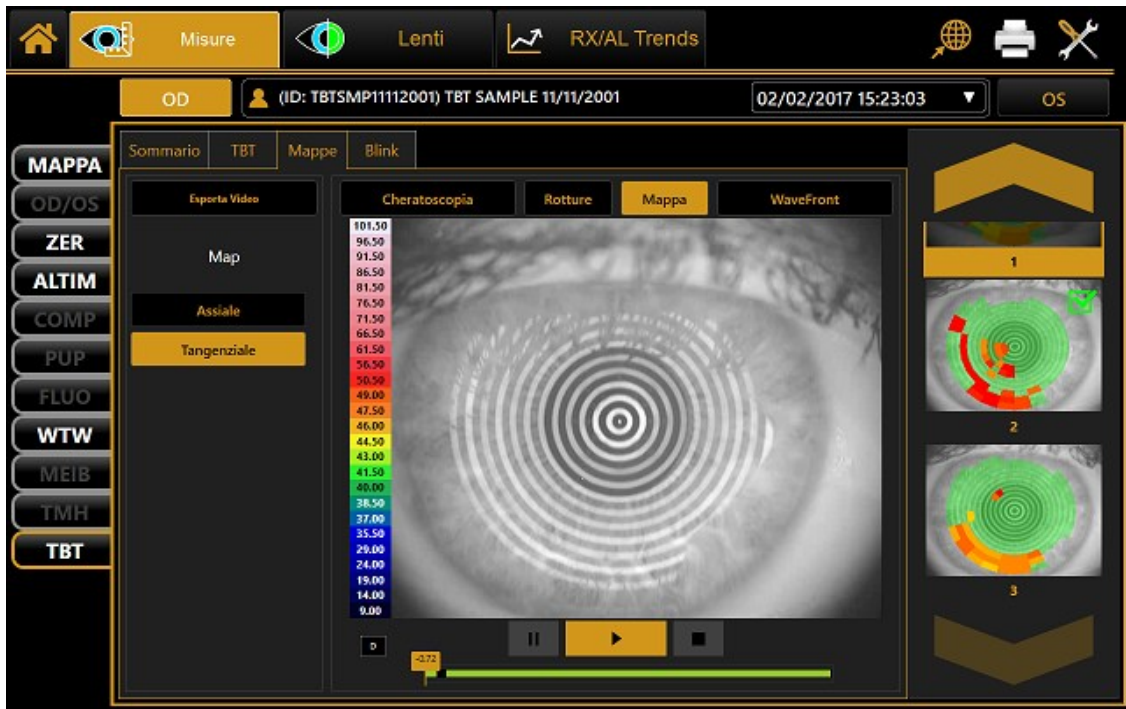 Misure
Lenti
RX/AL Trends
OD
(ID: TBTSMP11112001) TBT SAMPLE 11/11/2001
02/02/2017 15:23:03
OS
MAPPA
OD/OS
ZER
ALTIM
COMP
PUP
FLUO
WTW
MEIB
TMH
TBT
Sommario
TBT
Mappe
Blink
Esporta Video
Map
Assiale
Tangenziale
Cheratoscopia
Rotture
Mappa
WaveFront
101.50
96.50
91.50
86.50
81.50
76.50
71.50
66.50
61.50
56.50
50.50
49.00
47.50
46.00
44.50
43.00
41.50
40.00
38.50
37.00
35.50
29.00
24.00
19.00
14.00
9.00
D
-0.72
1
2
3